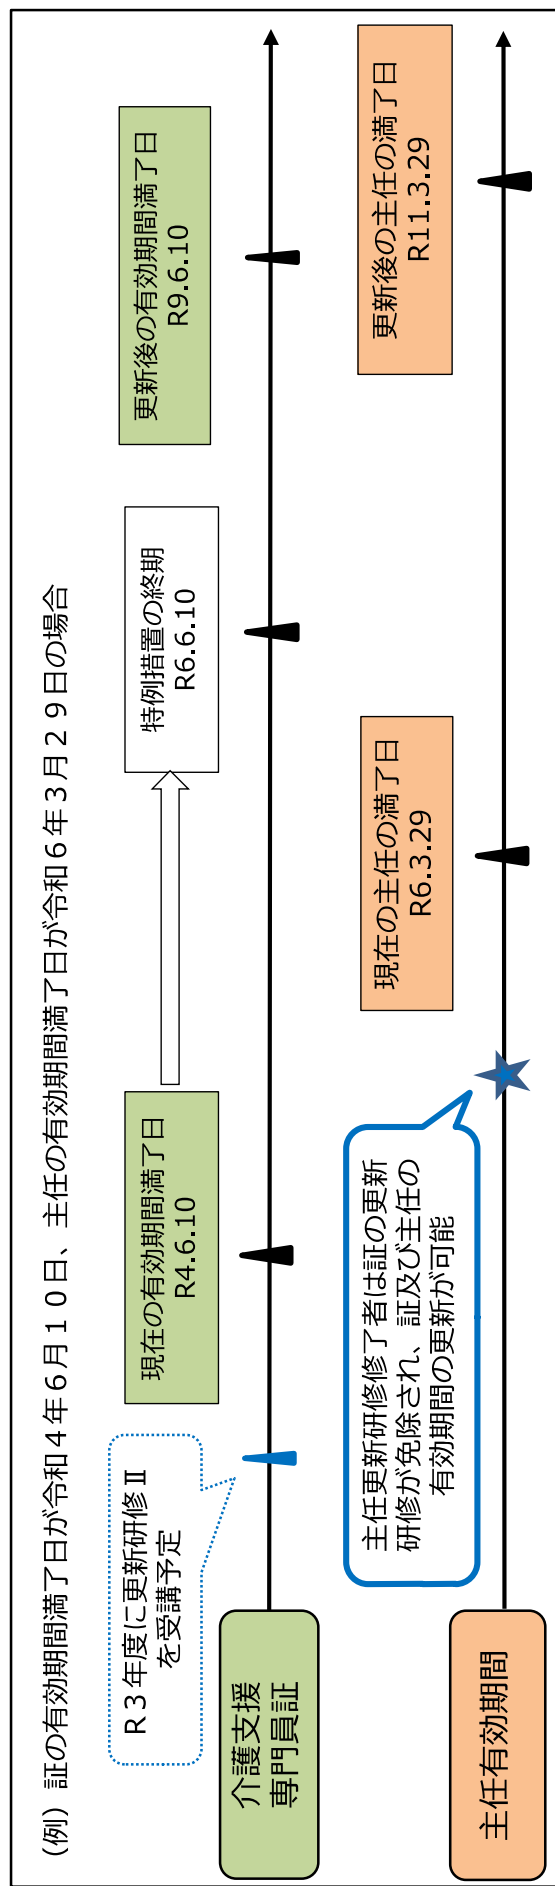 （例）証の有効期間満了日が令和４年６月１０日、主任の有効期間満了日が令和６年３月２９日の場合
R３年度に更新研修Ⅱ
を受講予定
現在の有効期間満了日
R4.6.10
特例措置の終期
R6.6.10
更新後の有効期間満了日
R9.6.10
介護支援
専門員証
主任更新研修修了者は証の更新
研修が免除され、証及び主任の
有効期間の更新が可能
現在の主任の満了日
R6.3.29
更新後の主任の満了日
R11.3.29
主任有効期間